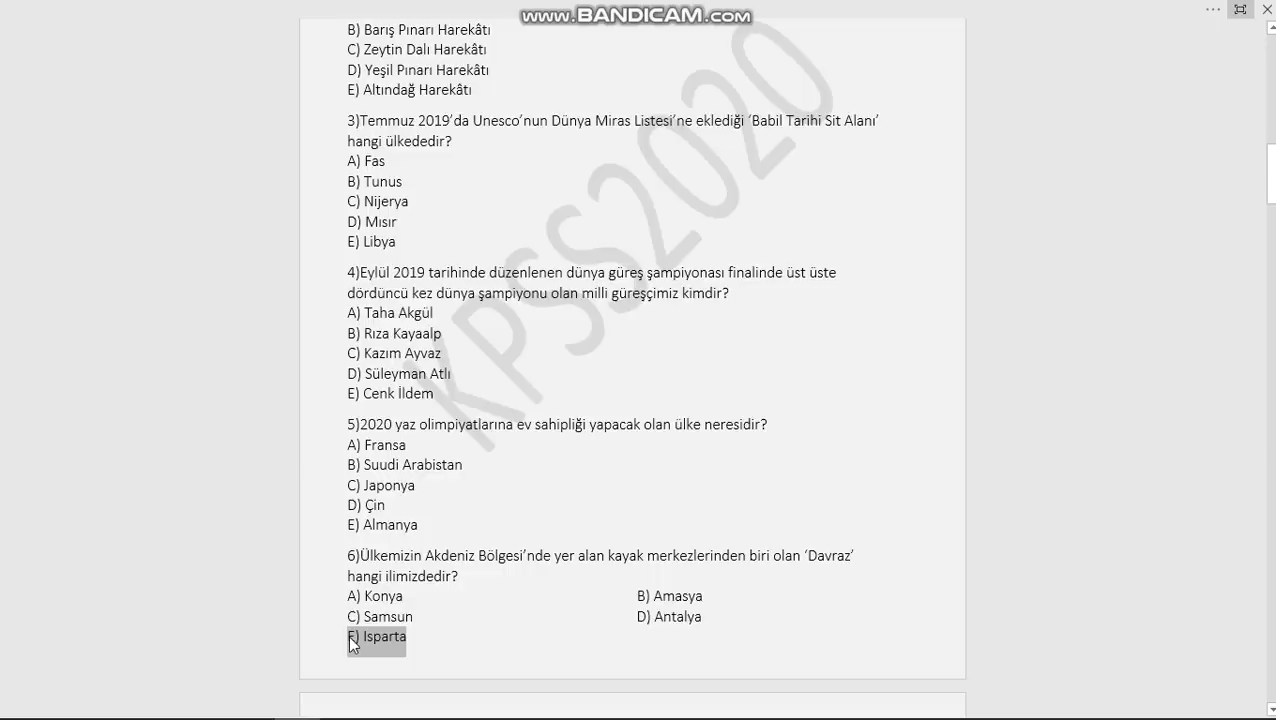 www.BANDICAM.com
B) Barış Pınarı Harekâtı
C) Zeytin Dalı Harekâtı
D) Yeşil Pınarı Harekâtı
E) Altındağ Harekâtı
3)Temmuz 2019’da Unesco’nun Dünya Miras Listesi’ne eklediği ‘Babil Tarihi Sit Alanı’
hangi ülkededir?
A) Fas
B) Tunus
C) Nijerya
D) Mısır
E) Libya
4)Eylül 2019 tarihinde düzenlenen dünya güreş şampiyonası finalinde üst üste
dördüncü kez dünya şampiyonu olan milli güreşçimiz kimdir?
A) Taha Akgül
B) Rıza Kayaalp
C) Kazım Ayvaz
D) Süleyman Atlı
E) Cenk İldem
5)2020 yaz olimpiyatlarına ev sahipliği yapacak olan ülke neresidir?
A) Fransa
B) Suudi Arabistan
C) Japonya
D) Çin
E) Almanya
6)Ülkemizin Akdeniz Bölgesi’nde yer alan kayak merkezlerinden biri olan ‘Davraz’
hangi ilimizdedir?
A) Konya B) Amasya
C) Samsun D) Antalya
E) Isparta
KPSS2020